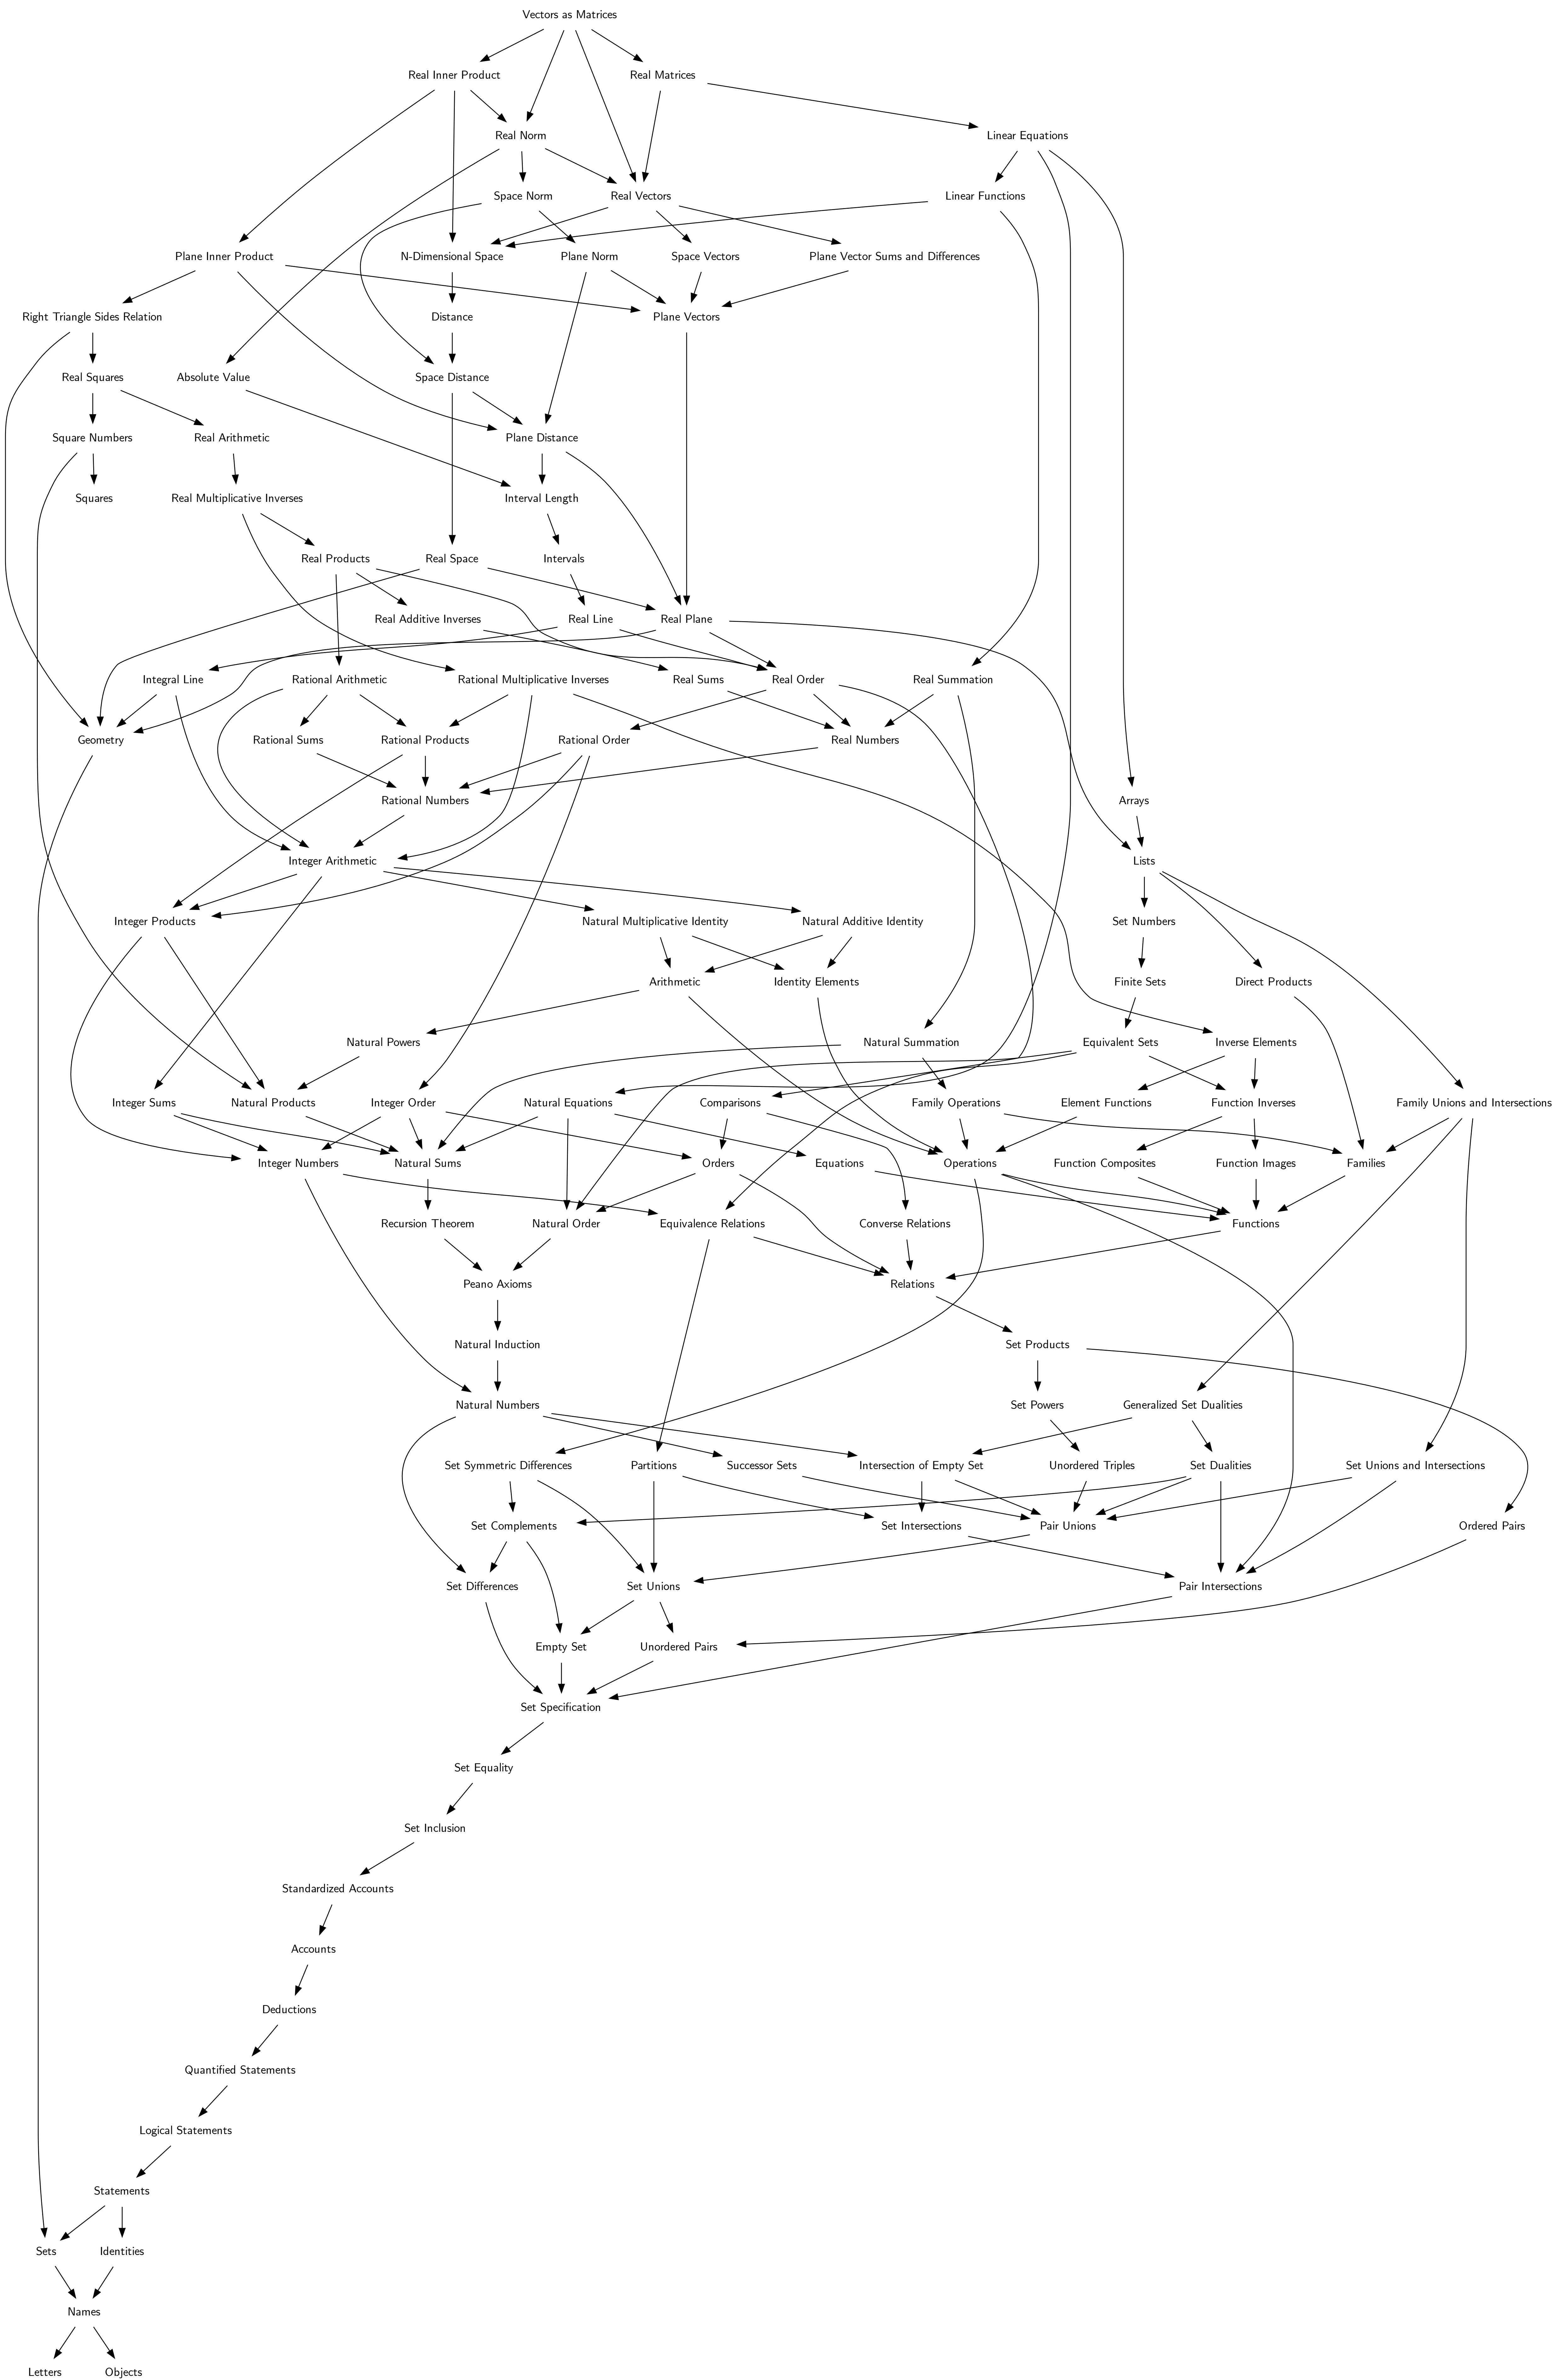 Vectors as Matrices
Real Inner Product
Real Matrices
Real Norm
Linear Equations
Space Norm
Real Vectors
Linear Functions
Plane Inner Product
N-Dimensional Space
Plane Norm
Space Vectors
Plane Vector Sums and Differences
Right Triangle Sides Relation
Distance
Plane Vectors
Real Squares
Absolute Value
Space Distance
Square Numbers
Real Arithmetic
Plane Distance
Squares
Real Multiplicative Inverses
Interval Length
Real Products
Real Space
Intervals
Real Additive Inverses
Real Line
Real Plane
Integral Line
Rational Arithmetic
Rational Multiplicative Inverses
Real Sums
Real Order
Real Summation
Geometry
Rational Sums
Rational Products
Rational Order
Real Numbers
Rational Numbers
Arrays
Integer Arithmetic
Lists
Integer Products
Natural Multiplicative Identity
Natural Additive Identity
Set Numbers
Arithmetic
Identity Elements
Finite Sets
Direct Products
Natural Powers
Natural Summation
Equivalent Sets
Inverse Elements
Integer Sums
Natural Products
Integer Order
Natural Equations
Comparisons
Family Operations
Element Functions
Function Inverses
Family Unions and Intersections
Integer Numbers
Natural Sums
Orders
Equations
Operations
Function Composites
Function Images
Families
Recursion Theorem
Natural Order
Equivalence Relations
Converse Relations
Functions
Peano Axioms
Relations
Natural Induction
Set Products
Natural Numbers
Set Powers
Generalized Set Dualities
Set Symmetric Differences
Partitions
Successor Sets
Intersection of Empty Set
Unordered Triples
Set Dualities
Set Unions and Intersections
Set Complements
Set Intersections
Pair Unions
Ordered Pairs
Set Differences
Set Unions
Pair Intersections
Empty Set
Unordered Pairs
Set Specification
Set Equality
Set Inclusion
Standardized Accounts
Accounts
Deductions
Quantified Statements
Logical Statements
Statements
Sets
Identities
Names
Letters
Objects